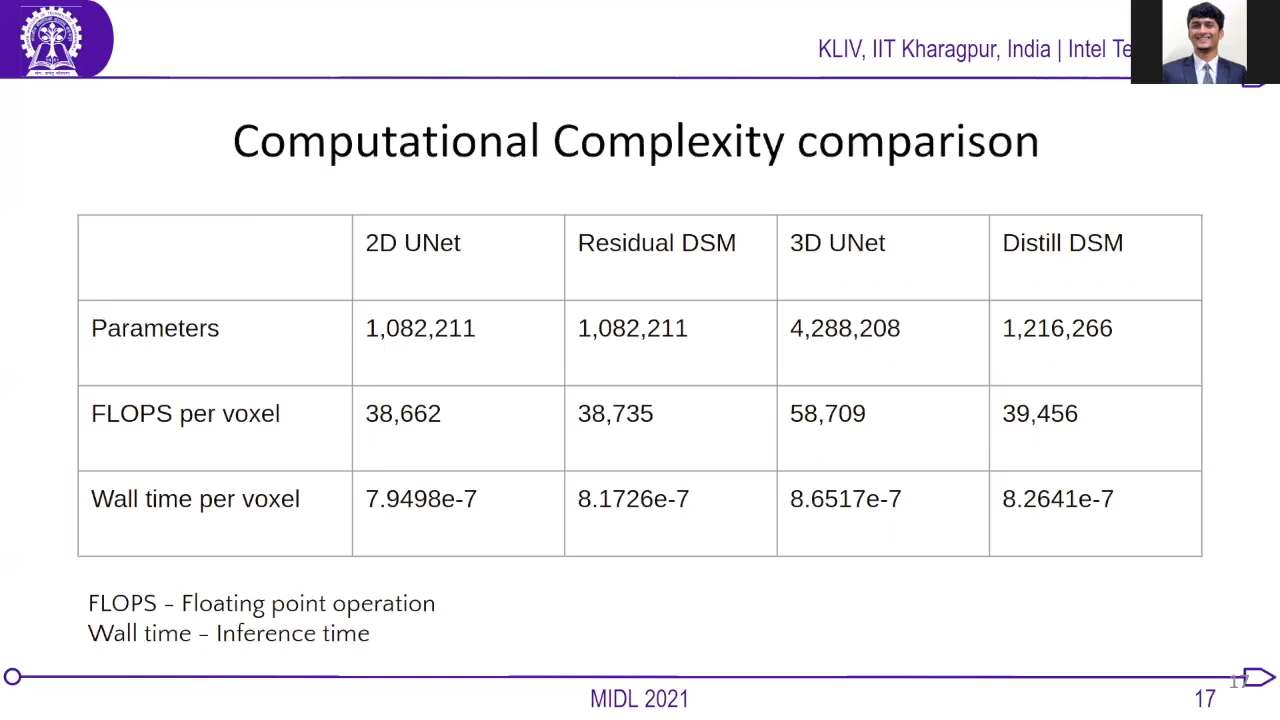 KLIV, IIT Kharagpur, India | Intel
Computational Complexity comparison
2D UNet Residual DSM 3D UNet Distill DSM
Parameters 1,082,211 1,082,211 4,288,208 1,216,266
FLOPS per voxel 38,662 38,735 58,709 39,456
Wall time per voxel 7.9498e-7 8.1726e-7 8.6517e-7 8.2641e-7
FLOPS - Floating point operation
Wall time - Inference time
MIDL 2021
17
17